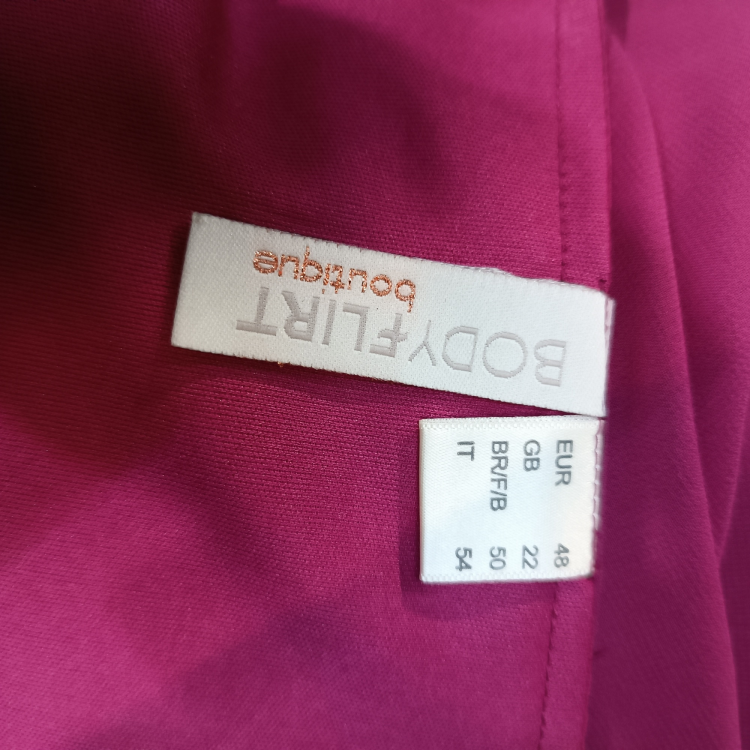 BODYFLIRT
boutique
EUR 48
GB 22
BR/F/B 50
IT 54